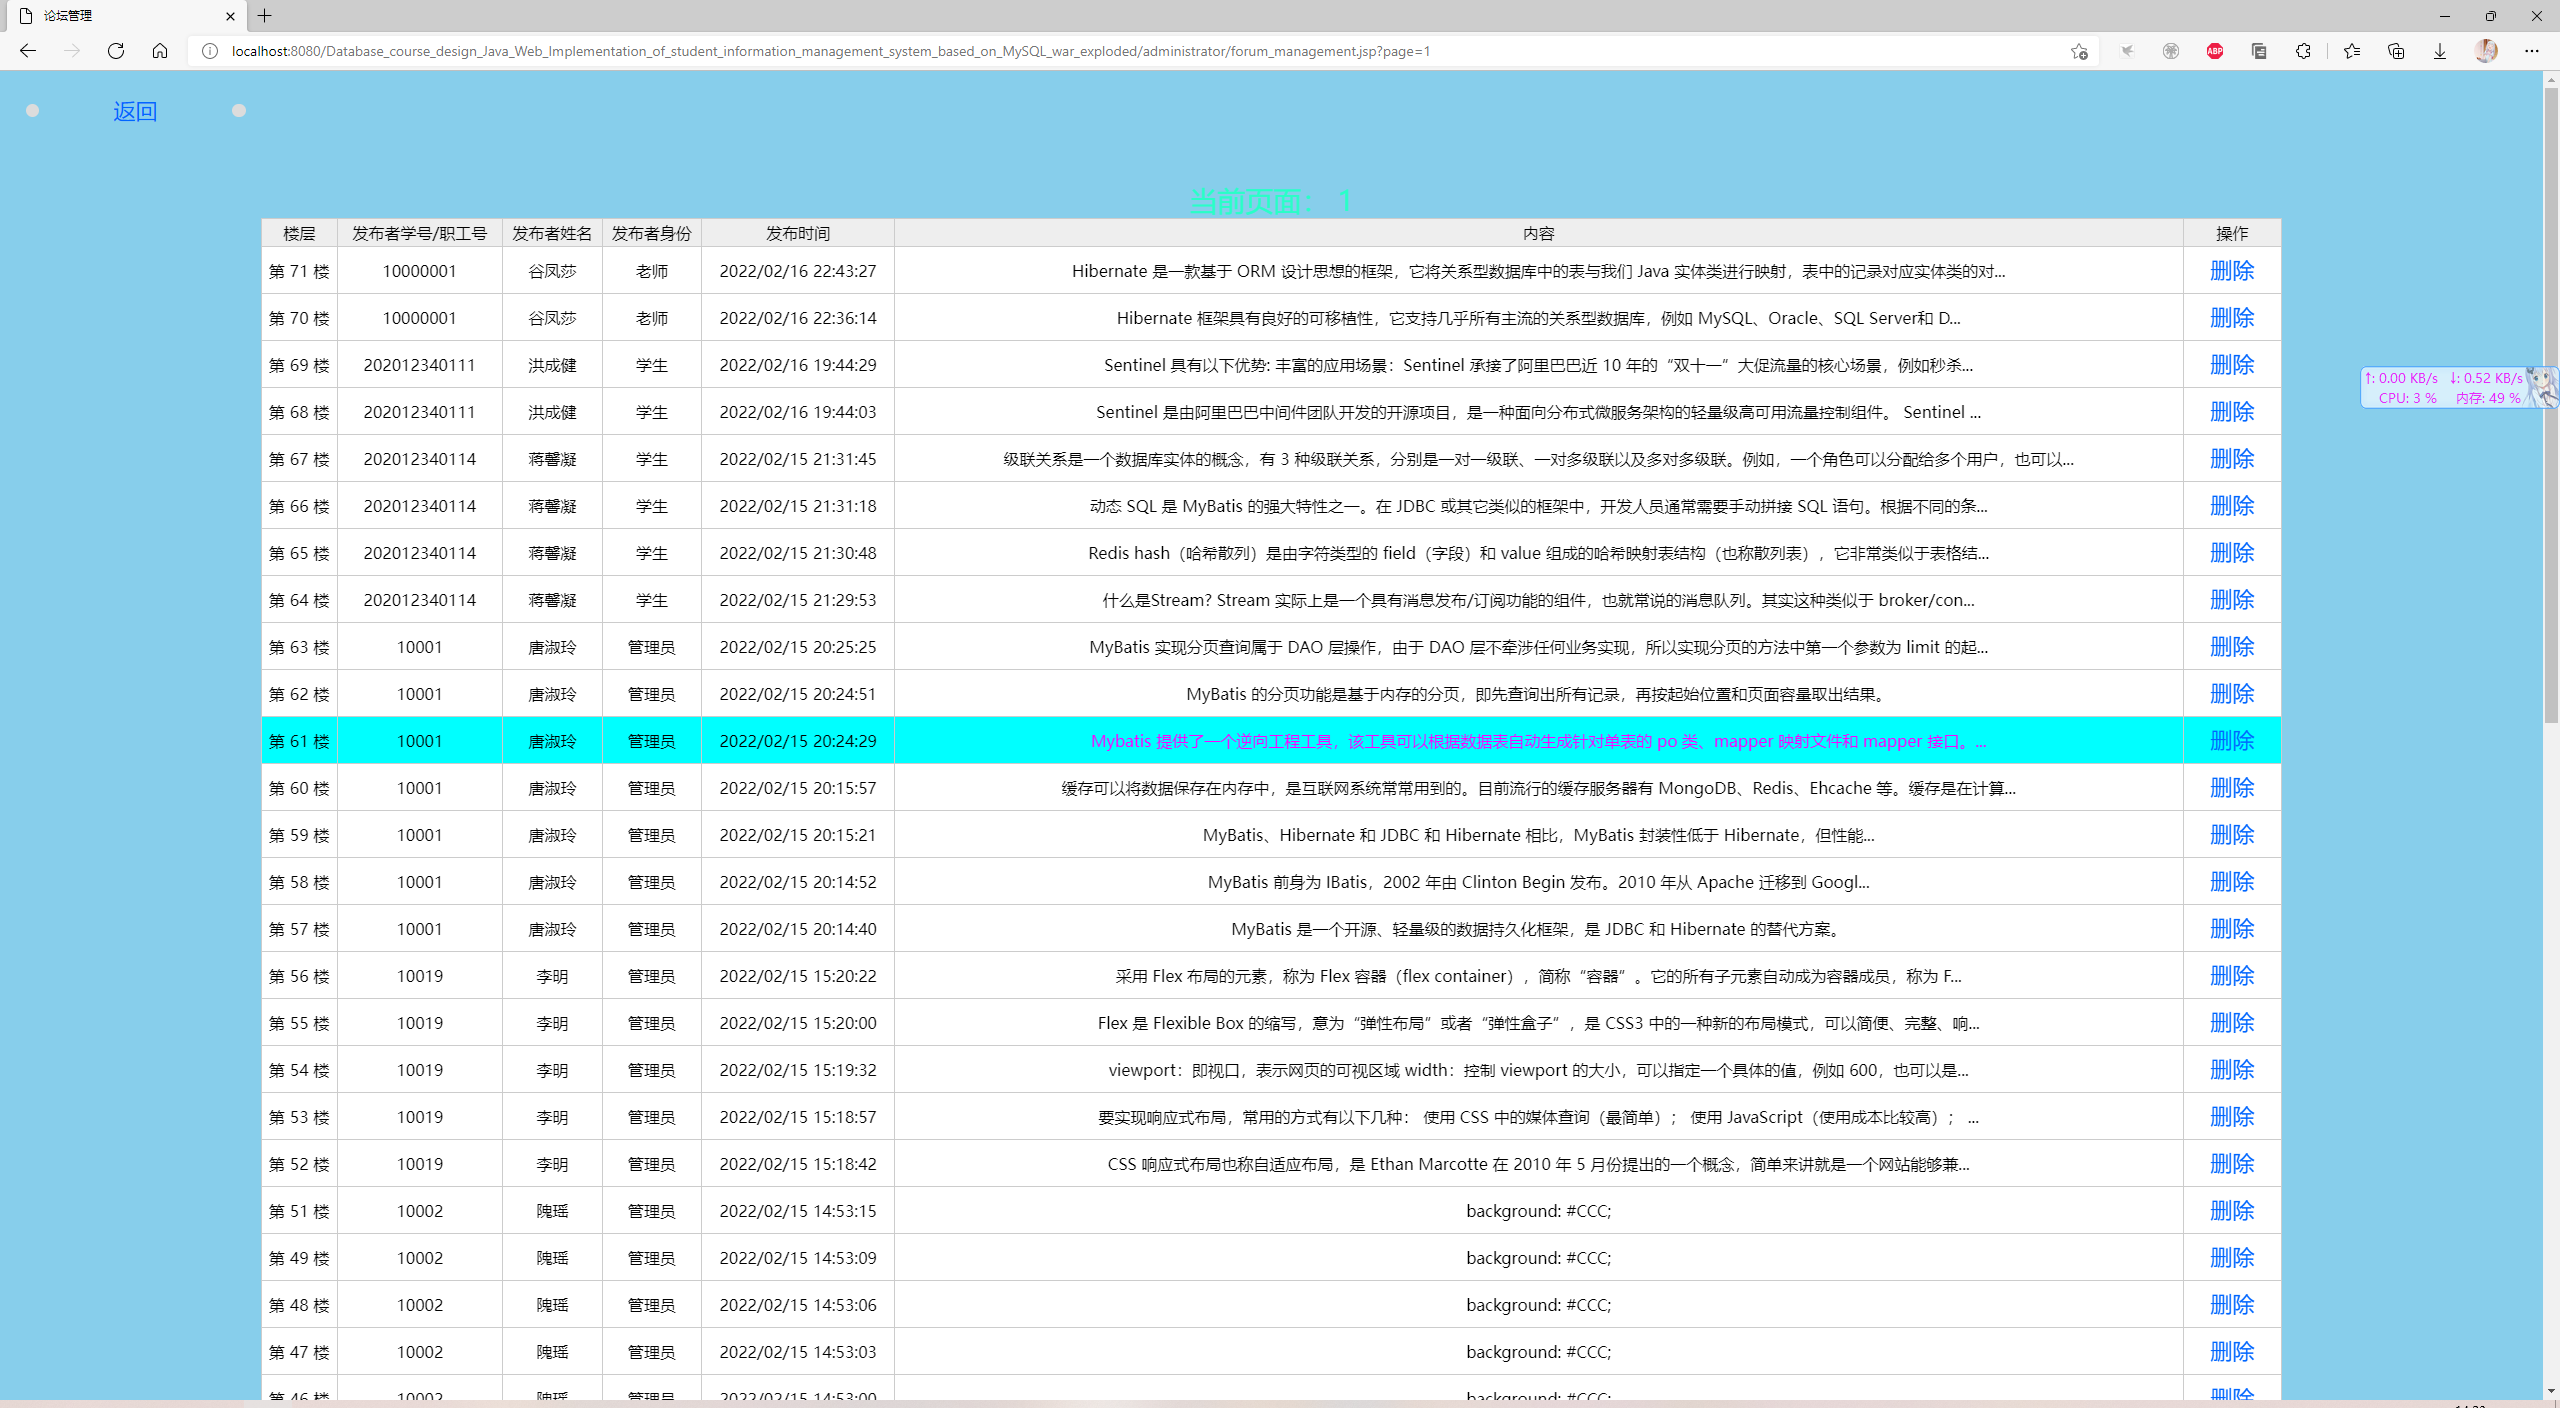 论坛管理
localhost:8080/Database_course_design_Java_Web_Implementation_of_student_information_management_system_based_on_MySQL_war_exploded/administrator/forum_management.jsp?page=1
ABP
返回
当前页面： 1
楼层 发布者学号/职工号 发布者姓名 发布者身份 发布时间 内容 操作
第 71 楼 10000001 谷凤莎 老师 2022/02/16 22:43:27 Hibernate 是一款基于 ORM 设计思想的框架，它将关系型数据库中的表与我们 Java 实体类进行映射，表中的记录对应实体类的对... 删除
第 70 楼 10000001 谷凤莎 老师 2022/02/16 22:36:14 Hibernate 框架具有良好的可移植性，它支持几乎所有主流的关系型数据库，例如 MySQL、Oracle、SQL Server和 D... 删除
第 69 楼 202012340111 洪成健 学生 2022/02/16 19:44:29 Sentinel 具有以下优势: 丰富的应用场景：Sentinel 承接了阿里巴巴近 10 年的“双十一”大促流量的核心场景，例如秒杀... 删除
↑: 0.00 KB/s ↓: 0.52 KB/s
CPU: 3 % 内存: 49 %
第 68 楼 202012340111 洪成健 学生 2022/02/16 19:44:03 Sentinel 是由阿里巴巴中间件团队开发的开源项目，是一种面向分布式微服务架构的轻量级高可用流量控制组件。 Sentinel ... 删除
第 67 楼 202012340114 蒋馨凝 学生 2022/02/15 21:31:45 级联关系是一个数据库实体的概念，有 3 种级联关系，分别是一对一级联、一对多级联以及多对多级联。例如，一个角色可以分配给多个用户，也可以... 删除
第 66 楼 202012340114 蒋馨凝 学生 2022/02/15 21:31:18 动态 SQL 是 MyBatis 的强大特性之一。在 JDBC 或其它类似的框架中，开发人员通常需要手动拼接 SQL 语句。根据不同的条... 删除
第 65 楼 202012340114 蒋馨凝 学生 2022/02/15 21:30:48 Redis hash（哈希散列）是由字符类型的 field（字段）和 value 组成的哈希映射表结构（也称散列表），它非常类似于表格结... 删除
第 64 楼 202012340114 蒋馨凝 学生 2022/02/15 21:29:53 什么是Stream? Stream 实际上是一个具有消息发布/订阅功能的组件，也就常说的消息队列。其实这种类似于 broker/con... 删除
第 63 楼 10001 唐淑玲 管理员 2022/02/15 20:25:25 MyBatis 实现分页查询属于 DAO 层操作，由于 DAO 层不牵涉任何业务实现，所以实现分页的方法中第一个参数为 limit 的起... 删除
第 62 楼 10001 唐淑玲 管理员 2022/02/15 20:24:51 MyBatis 的分页功能是基于内存的分页，即先查询出所有记录，再按起始位置和页面容量取出结果。 删除
第 61 楼 10001 唐淑玲 管理员 2022/02/15 20:24:29 Mybatis 提供了一个逆向工程工具，该工具可以根据数据表自动生成针对单表的 po 类、mapper 映射文件和 mapper 接口。... 删除
第 60 楼 10001 唐淑玲 管理员 2022/02/15 20:15:57 缓存可以将数据保存在内存中，是互联网系统常常用到的。目前流行的缓存服务器有 MongoDB、Redis、Ehcache 等。缓存是在计算... 删除
第 59 楼 10001 唐淑玲 管理员 2022/02/15 20:15:21 MyBatis、Hibernate 和 JDBC 和 Hibernate 相比，MyBatis 封装性低于 Hibernate，但性能... 删除
第 58 楼 10001 唐淑玲 管理员 2022/02/15 20:14:52 MyBatis 前身为 IBatis，2002 年由 Clinton Begin 发布。2010 年从 Apache 迁移到 Googl... 删除
第 57 楼 10001 唐淑玲 管理员 2022/02/15 20:14:40 MyBatis 是一个开源、轻量级的数据持久化框架，是 JDBC 和 Hibernate 的替代方案。 删除
第 56 楼 10019 李明 管理员 2022/02/15 15:20:22 采用 Flex 布局的元素，称为 Flex 容器（flex container），简称“容器”。它的所有子元素自动成为容器成员，称为 F... 删除
第 55 楼 10019 李明 管理员 2022/02/15 15:20:00 Flex 是 Flexible Box 的缩写，意为“弹性布局”或者“弹性盒子”，是 CSS3 中的一种新的布局模式，可以简便、完整、响... 删除
第 54 楼 10019 李明 管理员 2022/02/15 15:19:32 viewport：即视口，表示网页的可视区域 width：控制 viewport 的大小，可以指定一个具体的值，例如 600，也可以是... 删除
第 53 楼 10019 李明 管理员 2022/02/15 15:18:57 要实现响应式布局，常用的方式有以下几种： 使用 CSS 中的媒体查询（最简单）； 使用 JavaScript（使用成本比较高）； ... 删除
第 52 楼 10019 李明 管理员 2022/02/15 15:18:42 CSS 响应式布局也称自适应布局，是 Ethan Marcotte 在 2010 年 5 月份提出的一个概念，简单来讲就是一个网站能够兼... 删除
第 51 楼 10002 隗瑶 管理员 2022/02/15 14:53:15 background: #CCC; 删除
第 49 楼 10002 隗瑶 管理员 2022/02/15 14:53:09 background: #CCC; 删除
第 48 楼 10002 隗瑶 管理员 2022/02/15 14:53:06 background: #CCC; 删除
第 47 楼 10002 隗瑶 管理员 2022/02/15 14:53:03 background: #CCC; 删除
第 46 楼 10002 隗瑶 管理员 2022/02/15 14:53:00 background: #CCC; 删除